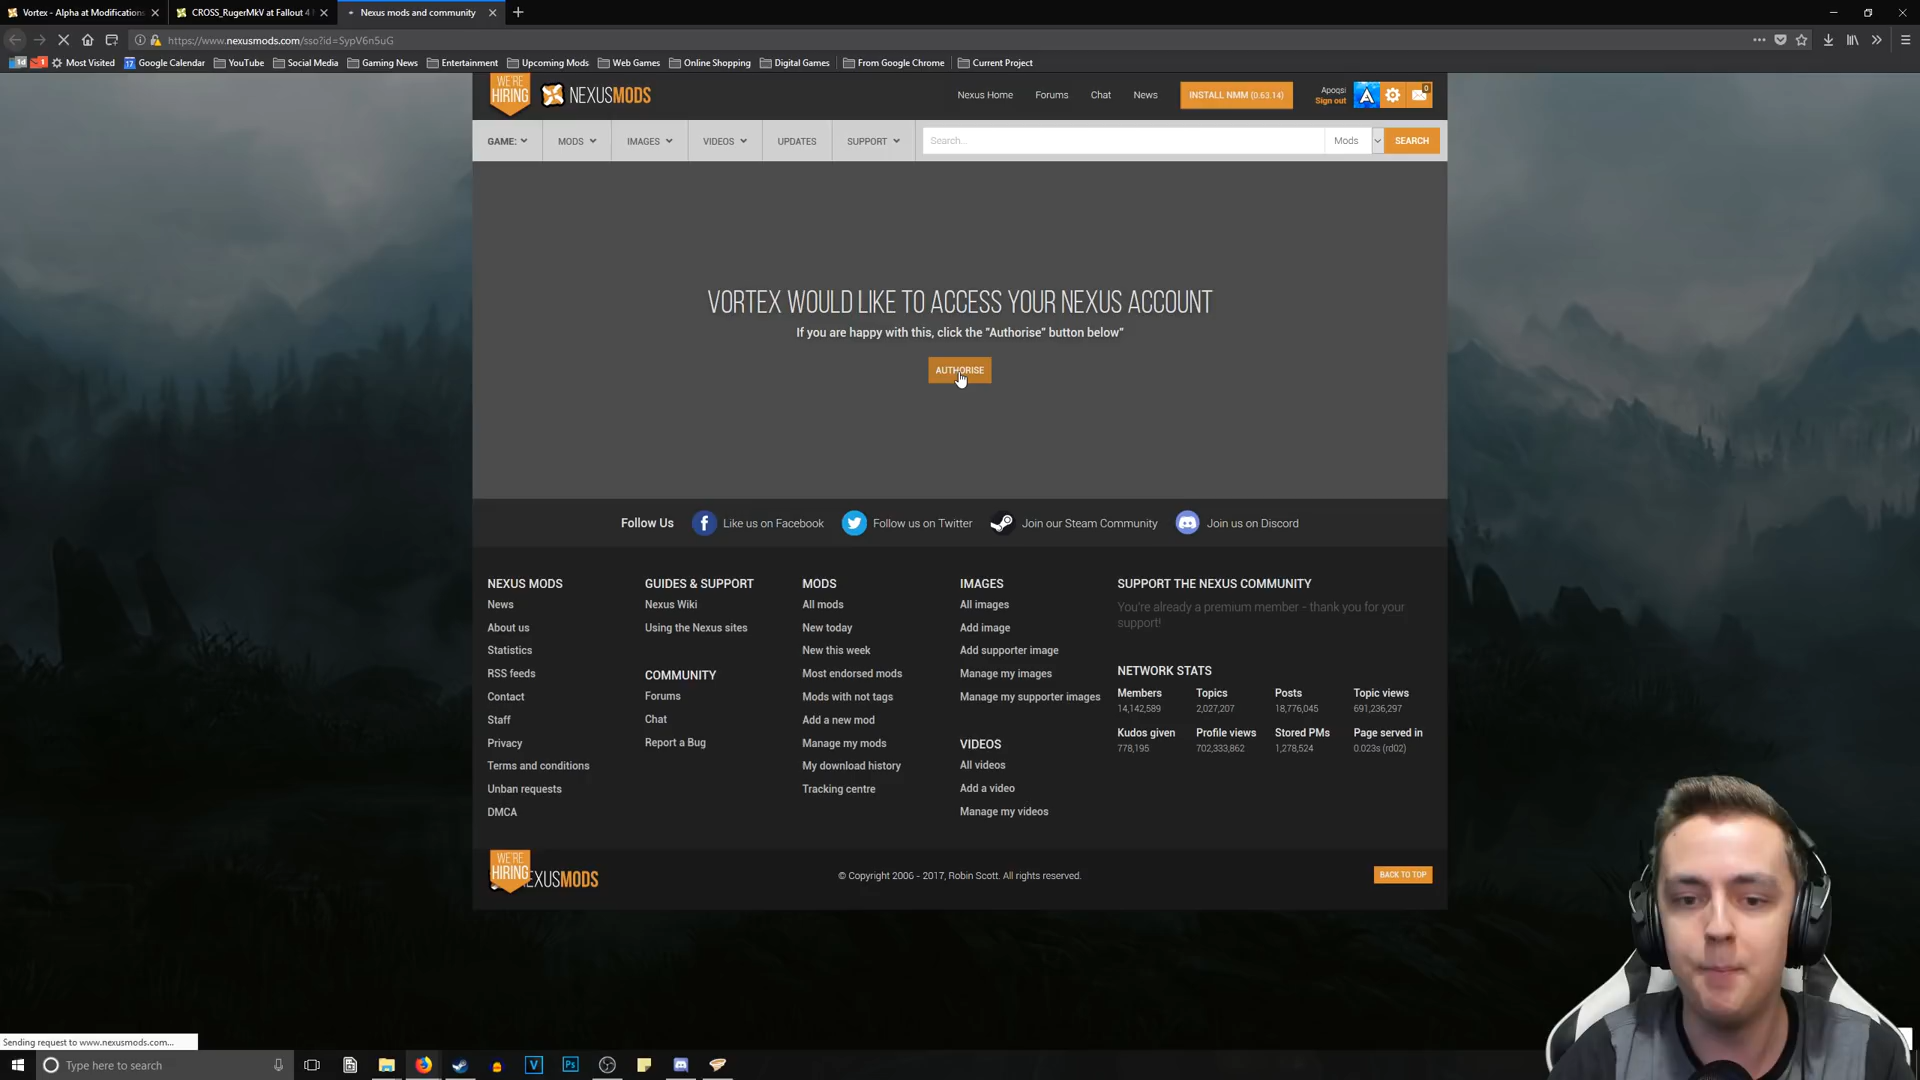 Vortex - Alpha at Modifications
CROSS_RugerMkV at Fallout 4
Nexus mods and community
https://www.nexusmods.com/sso?id=SypV6n5uG
Most Visited
Google Calendar
YouTube
Social Media
Gaming News
Entertainment
Upcoming Mods
Web Games
Online Shopping
Digital Games
From Google Chrome
Current Project
WE'RE HIRING
NEXUSMODS
Nexus Home
Forums
Chat
News
INSTALL NMM (0.63.14)
Apoqsi
Sign out
0
GAME:
MODS
IMAGES
VIDEOS
UPDATES
SUPPORT
Search...
Mods
SEARCH
VORTEX WOULD LIKE TO ACCESS YOUR NEXUS ACCOUNT
If you are happy with this, click the "Authorise" button below"
AUTHORISE
Follow Us
Like us on Facebook
Follow us on Twitter
Join our Steam Community
Join us on Discord
NEXUS MODS
News
About us
Statistics
RSS feeds
Contact
Staff
Privacy
Terms and conditions
Unban requests
DMCA
GUIDES & SUPPORT
Nexus Wiki
Using the Nexus sites
COMMUNITY
Forums
Chat
Report a Bug
MODS
All mods
New today
New this week
Most endorsed mods
Mods with not tags
Add a new mod
Manage my mods
My download history
Tracking centre
IMAGES
All images
Add image
Add supporter image
Manage my images
Manage my supporter images
VIDEOS
All videos
Add a video
Manage my videos
SUPPORT THE NEXUS COMMUNITY
You're already a premium member - thank you for your
support!
NETWORK STATS
Members
14,142,589
Topics
2,027,207
Posts
18,776,045
Topic views
691,236,297
Kudos given
778,195
Profile views
702,333,862
Stored PMs
1,278,524
Page served in
0.023s (rd02)
WE'RE HIRING
EXUSMODS
© Copyright 2006 - 2017, Robin Scott. All rights reserved.
BACK TO TOP
Sending request to www.nexusmods.com...
Type here to search